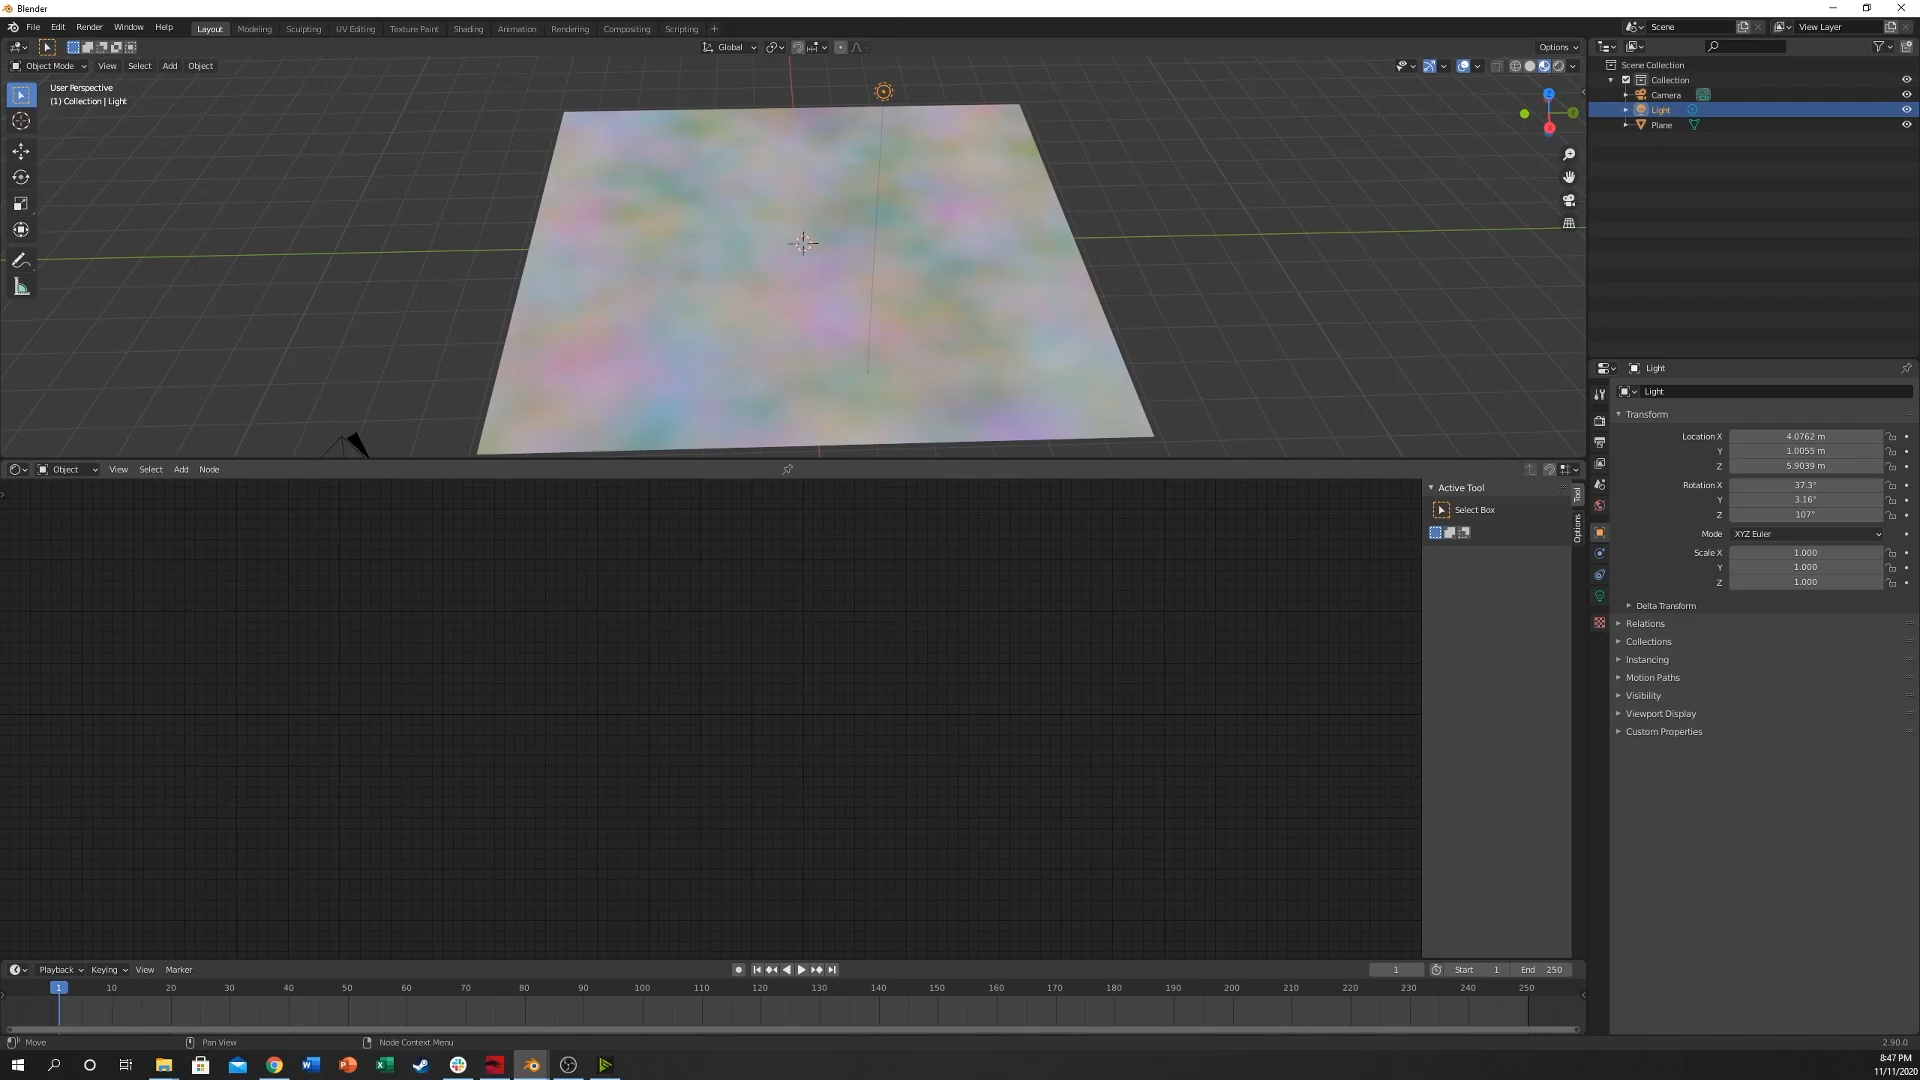 Blender
File Edit Render Window Help
Layout Modeling Sculpting UV Editing Texture Paint Shading Animation Rendering Compositing Scripting +
Scene
View Layer
Global
Options
Object Mode View Select Add Object
User Perspective
(1) Collection | Light
Z
Y
X
Scene Collection
Collection
Camera
Light
Plane
Light
Light
Transform
Location X 4.0762 m
Y 1.0055 m
Z 5.9039 m
Rotation X 37.3°
Y 3.16°
Z 107°
Mode XYZ Euler
Scale X 1.000
Y 1.000
Z 1.000
Delta Transform
Relations
Collections
Instancing
Motion Paths
Visibility
Viewport Display
Custom Properties
Object View Select Add Node
Active Tool
Select Box
Tool
Options
Playback Keying View Marker
1 Start 1 End 250
1 10 20 30 40 50 60 70 80 90 100 110 120 130 140 150 160 170 180 190 200 210 220 230 240 250
Move Pan View Node Context Menu
2.90.0
8:47 PM
11/11/2020